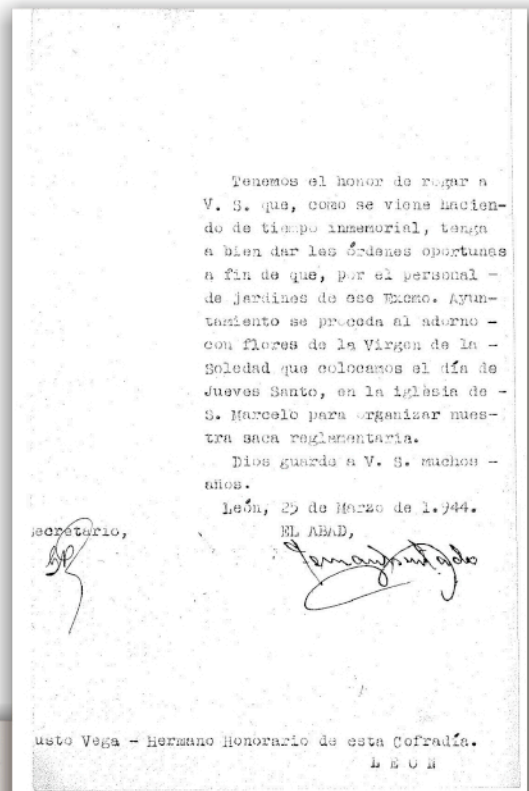 Tenemos el honor de rogar a
V. S. que, como se viene hacien-
do de tiempo inmemorial, tenga
a bien dar las órdenes oportunas
a fin de que, por el personal -
de jardines de ese Excmo. Ayun-
tamiento se proceda al adorno -
con flores de la Virgen de la -
Soledad que colocamos el día de
Jueves Santo, en la iglesia de -
S. Marcelo para organizar nues-
tra saca reglamentaria.
Dios guarde a V. S. muchos -
años.
León, 25 de Marzo de 1.944.
ecretario,
EL ABAD,
usto Vega - Hermano Honorario de esta Cofradía.
L E O N